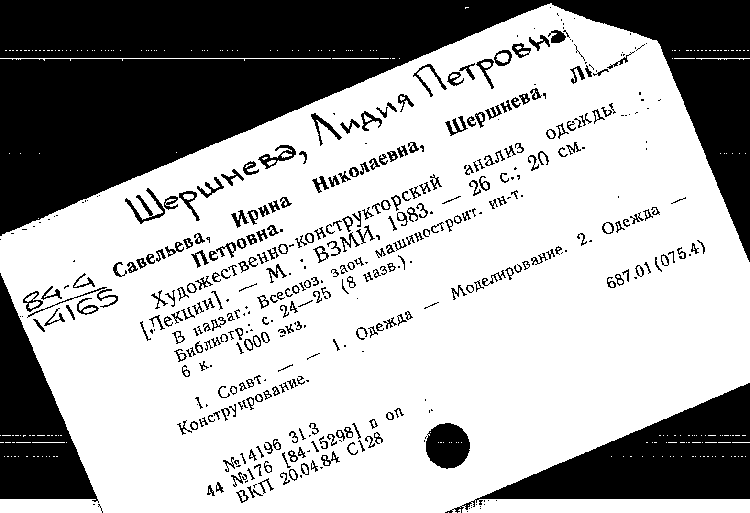 Шершнева, Лидия Петровна
84-4
14165
Савельева, Ирина Николаевна, Шершнева,
Петровна.
Художественно-конструкторский анализ одежды :
[Лекции]. — М. : ВЗМИ, 1983. — 26 с.; 20 см.
В надзаг.: Всесоюз. заоч. машиностроит. ин-т.
Библиогр.: с. 24—25 (8 назв.).
6 к. 1000 экз.
1. Соавт. — — 1. Одежда — Моделирование. 2. Одежда —
Конструирование.
687.01(075.4)
№14196 31.3
44 №176 [84-15298] п оп
ВКП 20.04.84 С128